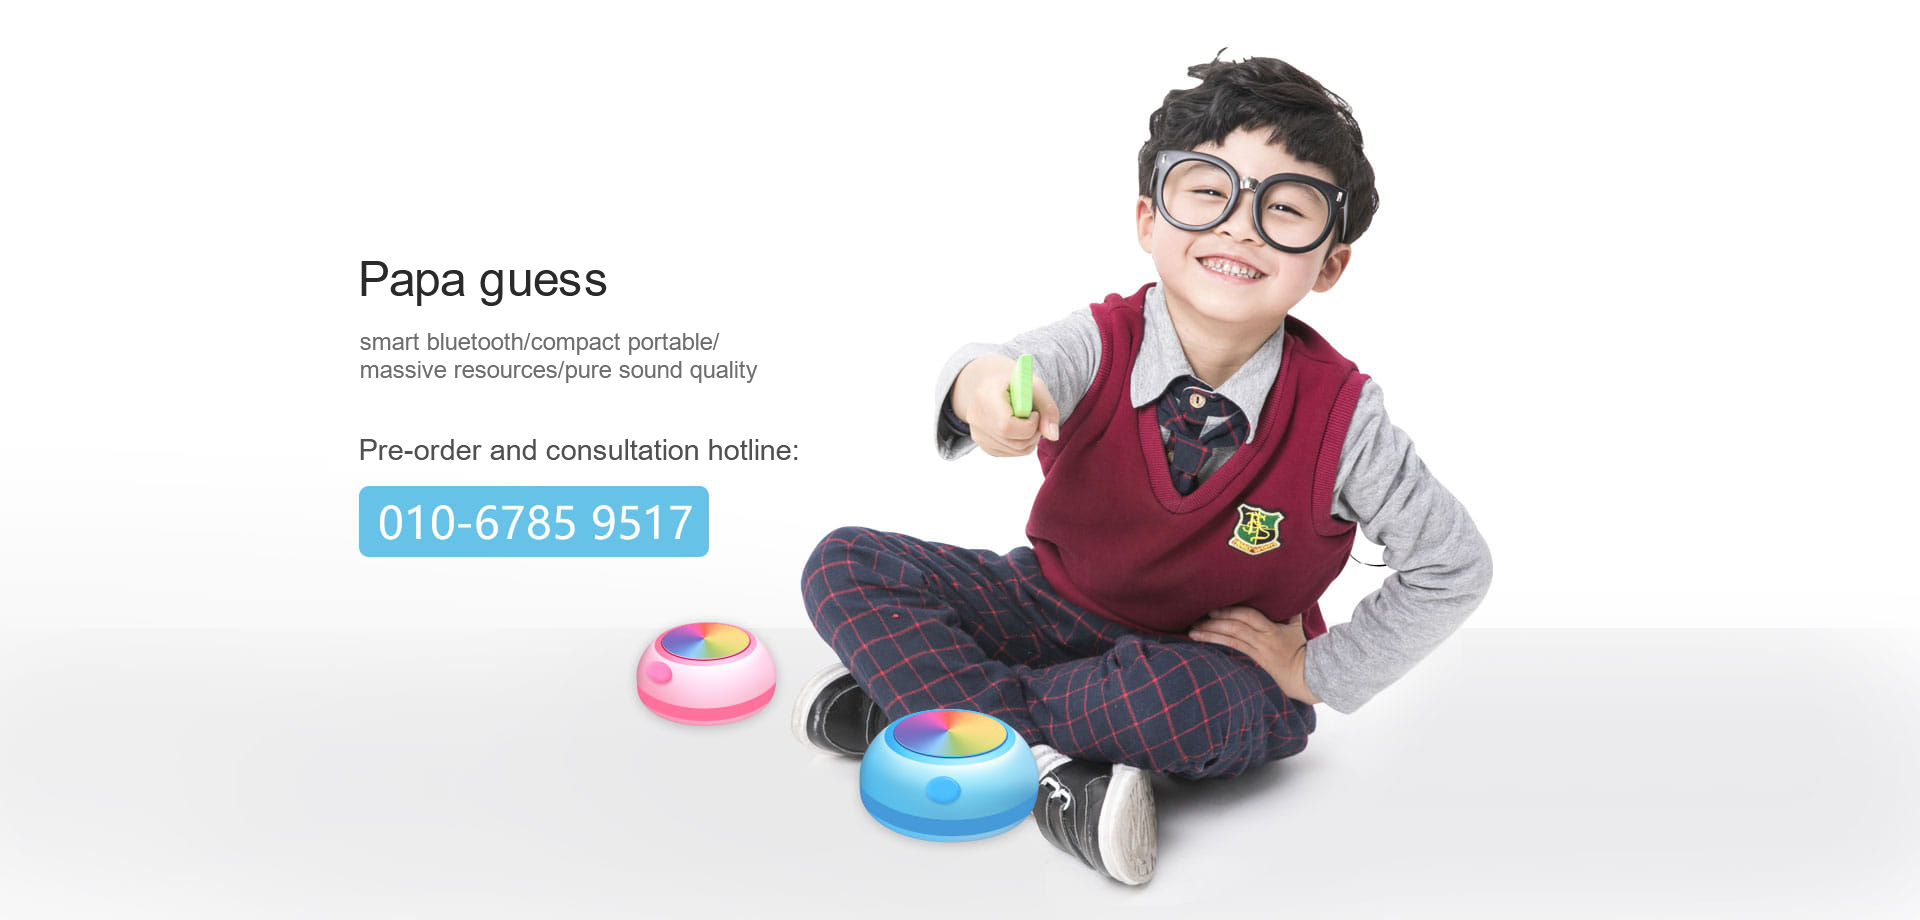 Papa guess
smart bluetooth/compact portable/
massive resources/pure sound quality
Pre-order and consultation hotline:
010-6785 9517